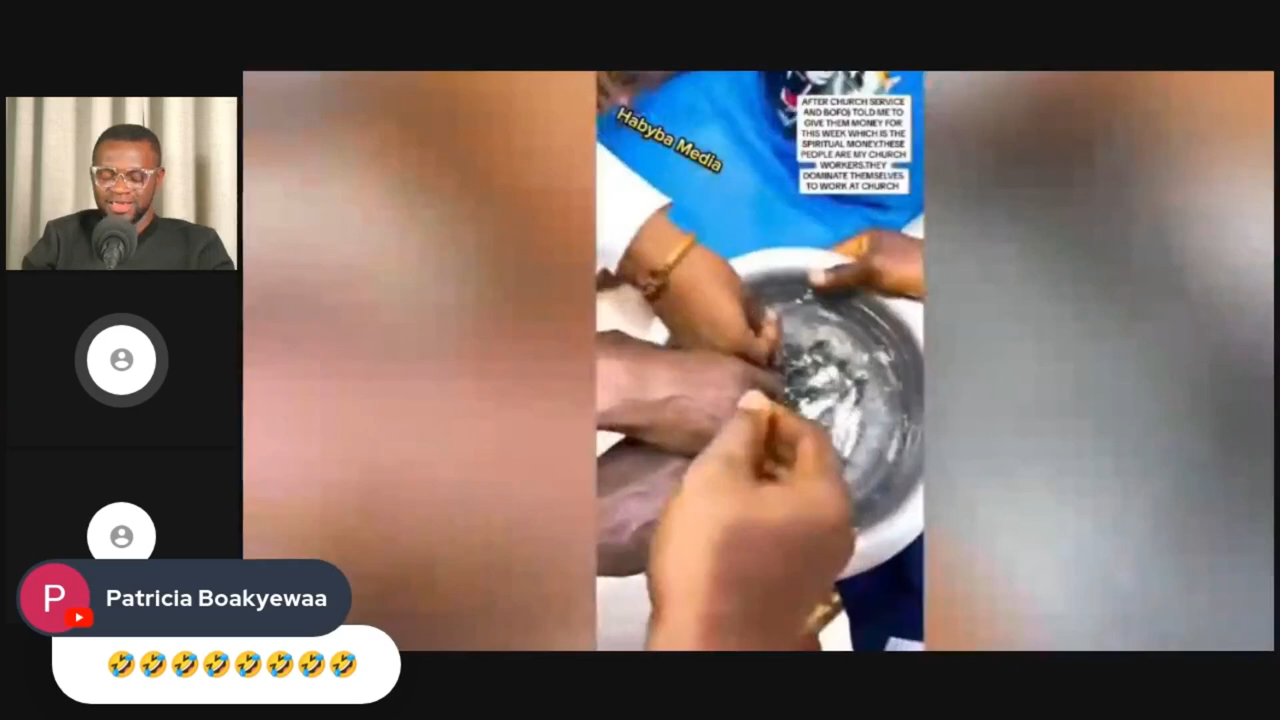 Habyba Media
AFTER CHURCH SERVICE
AND BOFOJ TOLD ME TO
GIVE THEM MONEY FOR
THIS WEEK WHICH IS THE
SPIRITUAL MONEY.THESE
PEOPLE ARE MY CHURCH
WORKERS.THEY
DOMINATE THEMSELVES
TO WORK AT CHURCH
P
Patricia Boakyewaa
🤣🤣🤣🤣🤣🤣🤣🤣